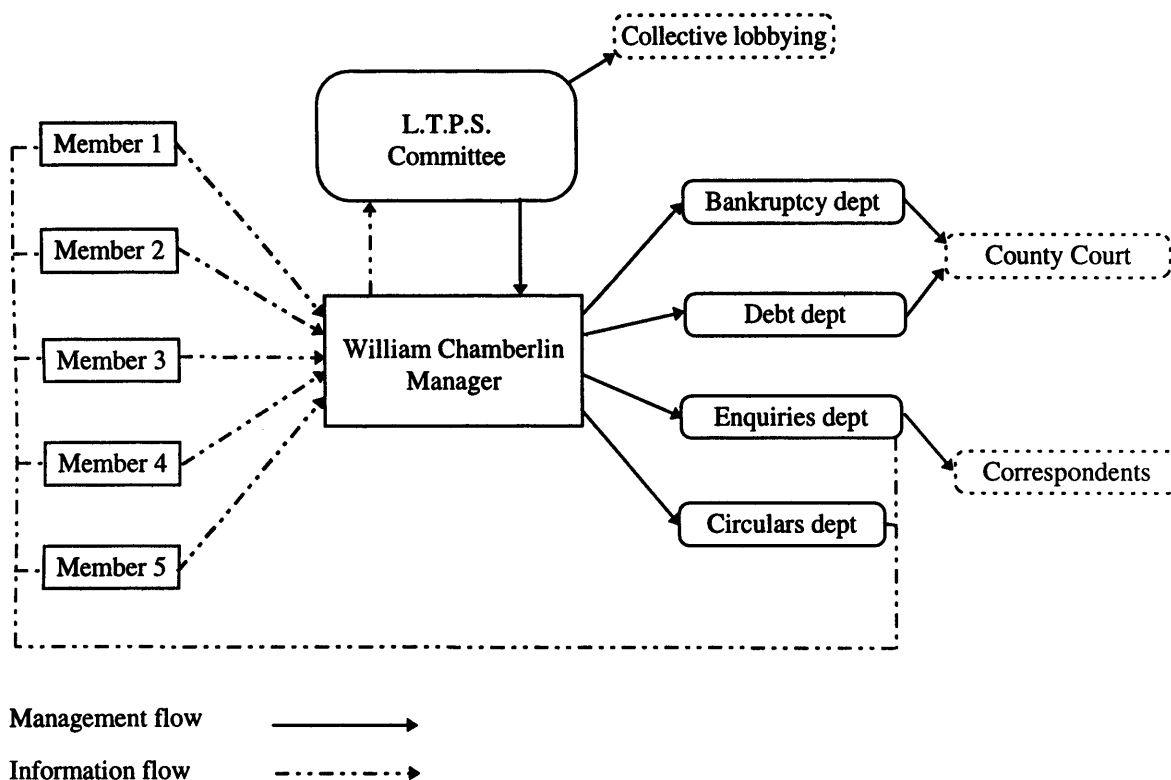 Collective lobbying
L.T.P.S.
Committee
Member 1
Member 2
Member 3
Member 4
Member 5
William Chamberlin
Manager
Bankruptcy dept
Debt dept
Enquiries dept
Circulars dept
County Court
Correspondents
Management flow
Information flow